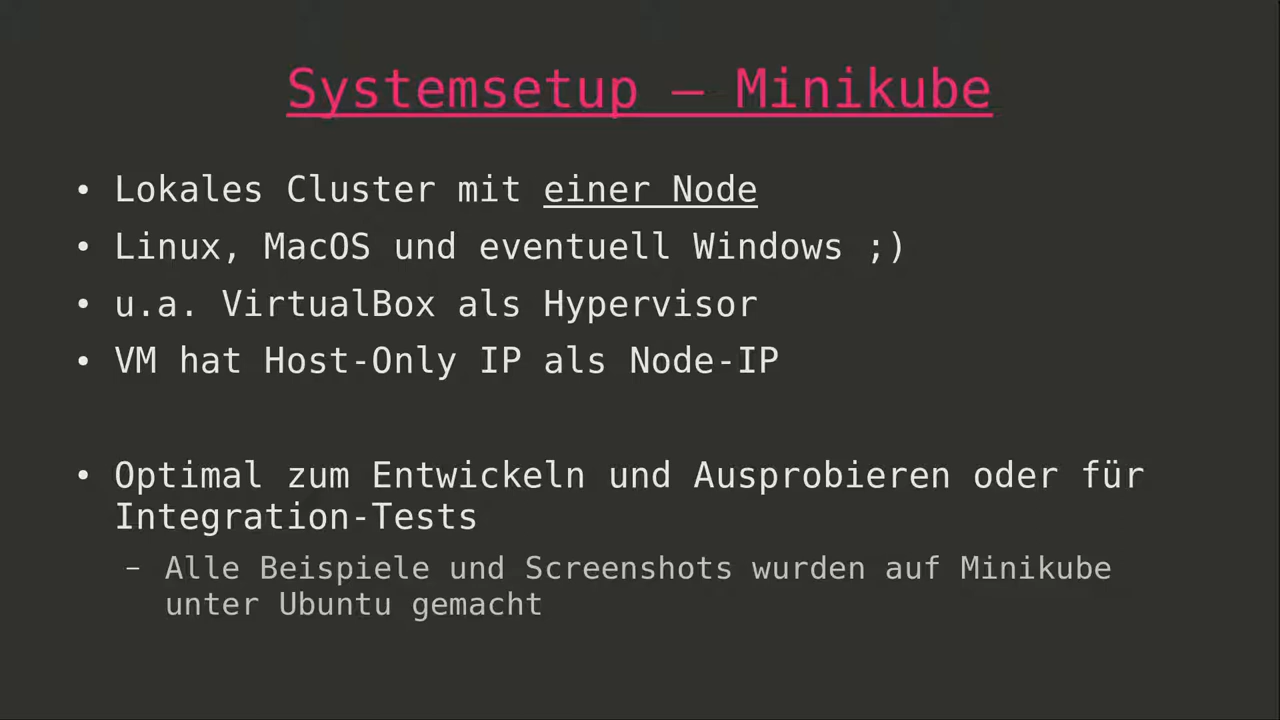 Systemsetup – Minikube
• Lokales Cluster mit einer Node
• Linux, MacOS und eventuell Windows ;)
• u.a. VirtualBox als Hypervisor
• VM hat Host-Only IP als Node-IP
• Optimal zum Entwickeln und Ausprobieren oder für
Integration-Tests
– Alle Beispiele und Screenshots wurden auf Minikube
unter Ubuntu gemacht